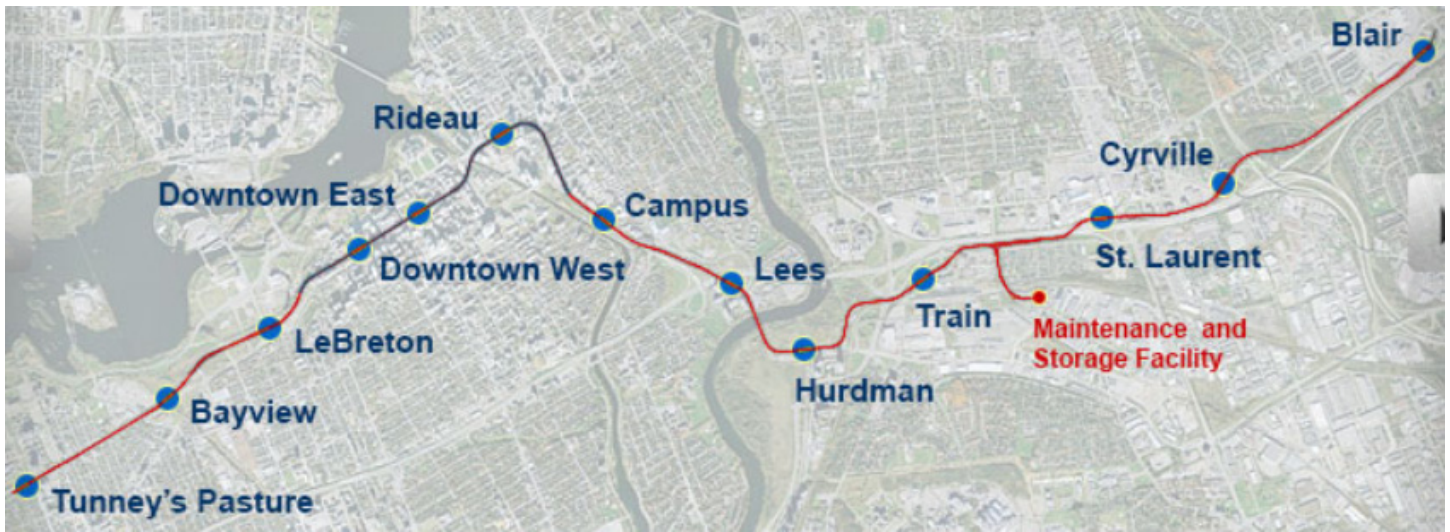 Blair
Rideau
Cyrville
Downtown East
Campus
Downtown West
St. Laurent
Lees
Train
LeBreton
Maintenance and
Storage Facility
Hurdman
Bayview
Tunney's Pasture